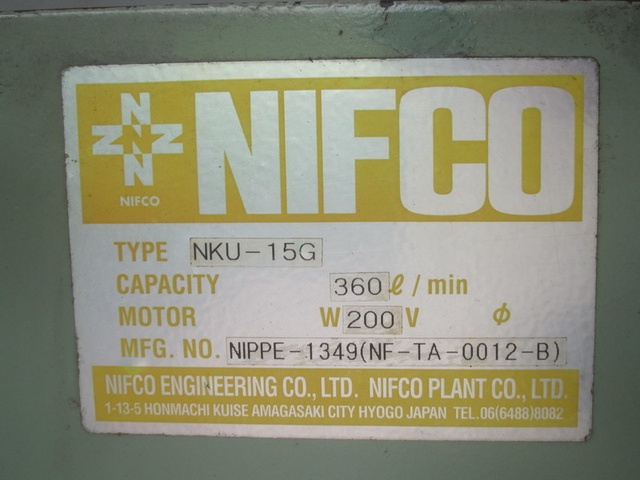 NIFCO
N
NNN
N
NIFCO
TYPE NKU-15G
CAPACITY 360ℓ/min
MOTOR W 200 V φ
MFG. NO. NIPPE-1349(NF-TA-0012-B)
NIFCO ENGINEERING CO., LTD. NIFCO PLANT CO., LTD.
1-13-5 HONMACHI KUISE AMAGASAKI CITY HYOGO JAPAN TEL.06(6488)8082